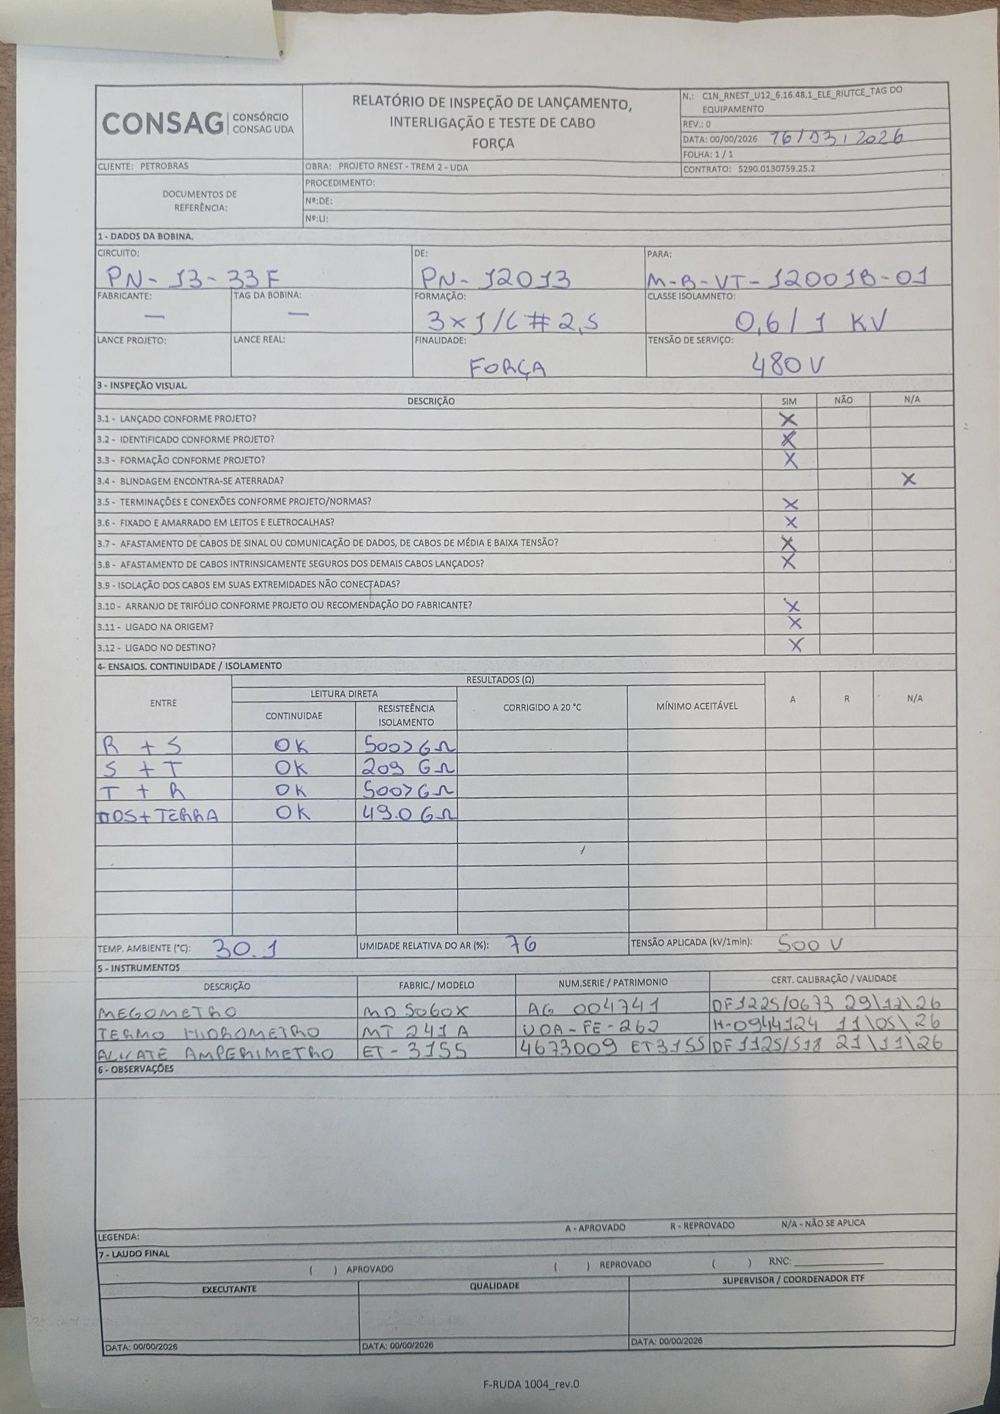 CONSAG CONSÓRCIO CONSAG UDA
RELATÓRIO DE INSPEÇÃO DE LANÇAMENTO, INTERLIGAÇÃO E TESTE DE CABO FORÇA
N.: C1N_RNEST_U12_6.16.48.1_ELE_RIUTCE_TAG DO EQUIPAMENTO
REV.: 0
DATA: 00/00/2026 16/03/2026
FOLHA: 1 / 1
CLIENTE: PETROBRAS OBRA: PROJETO RNEST - TREM 2 - UDA CONTRATO: 5290.0130759.25.2
DOCUMENTOS DE REFERÊNCIA:
PROCEDIMENTO:
Nº:DE:
Nº:LI:
1 - DADOS DA BOBINA.
CIRCUITO: DE: PARA:
PN-13-33F PN-12013 M-B-VT-12001B-01
FABRICANTE: TAG DA BOBINA: FORMAÇÃO: CLASSE ISOLAMNETO:
— — 3x1/C#2,5 0,6/1 KV
LANCE PROJETO: LANCE REAL: FINALIDADE: TENSÃO DE SERVIÇO:
FORÇA 480V
3 - INSPEÇÃO VISUAL
DESCRIÇÃO SIM NÃO N/A
3.1 - LANÇADO CONFORME PROJETO? X
3.2 - IDENTIFICADO CONFORME PROJETO? X
3.3 - FORMAÇÃO CONFORME PROJETO? X
3.4 - BLINDAGEM ENCONTRA-SE ATERRADA? X
3.5 - TERMINAÇÕES E CONEXÕES CONFORME PROJETO/NORMAS? X
3.6 - FIXADO E AMARRADO EM LEITOS E ELETROCALHAS? X
3.7 - AFASTAMENTO DE CABOS DE SINAL OU COMUNICAÇÃO DE DADOS, DE CABOS DE MÉDIA E BAIXA TENSÃO? X
3.8 - AFASTAMENTO DE CABOS INTRINSICAMENTE SEGUROS DOS DEMAIS CABOS LANÇADOS? X
3.9 - ISOLAÇÃO DOS CABOS EM SUAS EXTREMIDADES NÃO CONECTADAS?
3.10 - ARRANJO DE TRIFÓLIO CONFORME PROJETO OU RECOMENDAÇÃO DO FABRICANTE? X
3.11 - LIGADO NA ORIGEM? X
3.12 - LIGADO NO DESTINO? X
4- ENSAIOS. CONTINUIDADE / ISOLAMENTO
RESULTADOS (Ω)
ENTRE LEITURA DIRETA CORRIGIDO A 20 °C MÍNIMO ACEITÁVEL A R N/A
CONTINUIDAE RESISTEÊNCIA ISOLAMENTO
R + S OK 500>GΩ
S + T OK 209 GΩ
T + R OK 500>GΩ
TOS+TERRA OK 49.0 GΩ
TEMP. AMBIENTE (°C): 30.1 UMIDADE RELATIVA DO AR (%): 76 TENSÃO APLICADA (kV/1min): 500 V
5 - INSTRUMENTOS
DESCRIÇÃO FABRIC./ MODELO NUM.SERIE / PATRIMONIO CERT. CALIBRAÇÃO / VALIDADE
MEGOMETRO MD5060X AG 004741 DF1225/0673 29\12\26
TERMO HIDROMETRO MT 241A UDA-FE-262 H-0944124 11\05\26
ALICATE AMPERIMETRO ET-3155 4673009 ET3155 DF1125/518 21\11\26
6 - OBSERVAÇÕES
LEGENDA: A - APROVADO R - REPROVADO N/A - NÃO SE APLICA
7 - LAUDO FINAL
( ) APROVADO ( ) REPROVADO ( ) RNC:
EXECUTANTE QUALIDADE SUPERVISOR / COORDENADOR ETF
DATA: 00/00/2026 DATA: 00/00/2026 DATA: 00/00/2026
F-RUDA 1004_rev.0